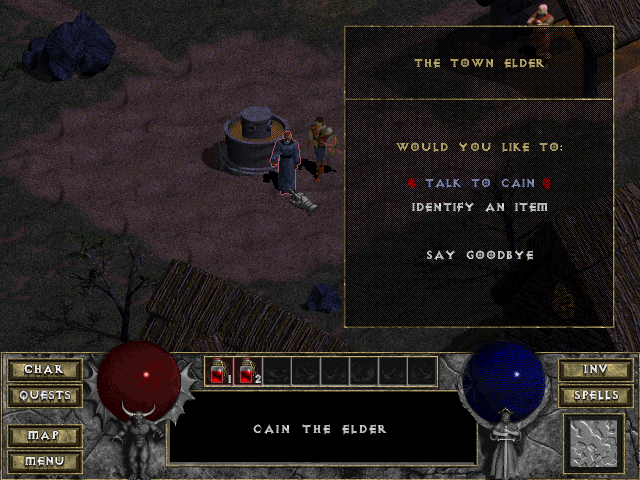 THE TOWN ELDER
WOULD YOU LIKE TO:
TALK TO CAIN
IDENTIFY AN ITEM
SAY GOODBYE
CHAR
QUESTS
MAP
MENU
1 2
CAIN THE ELDER
INV
SPELLS